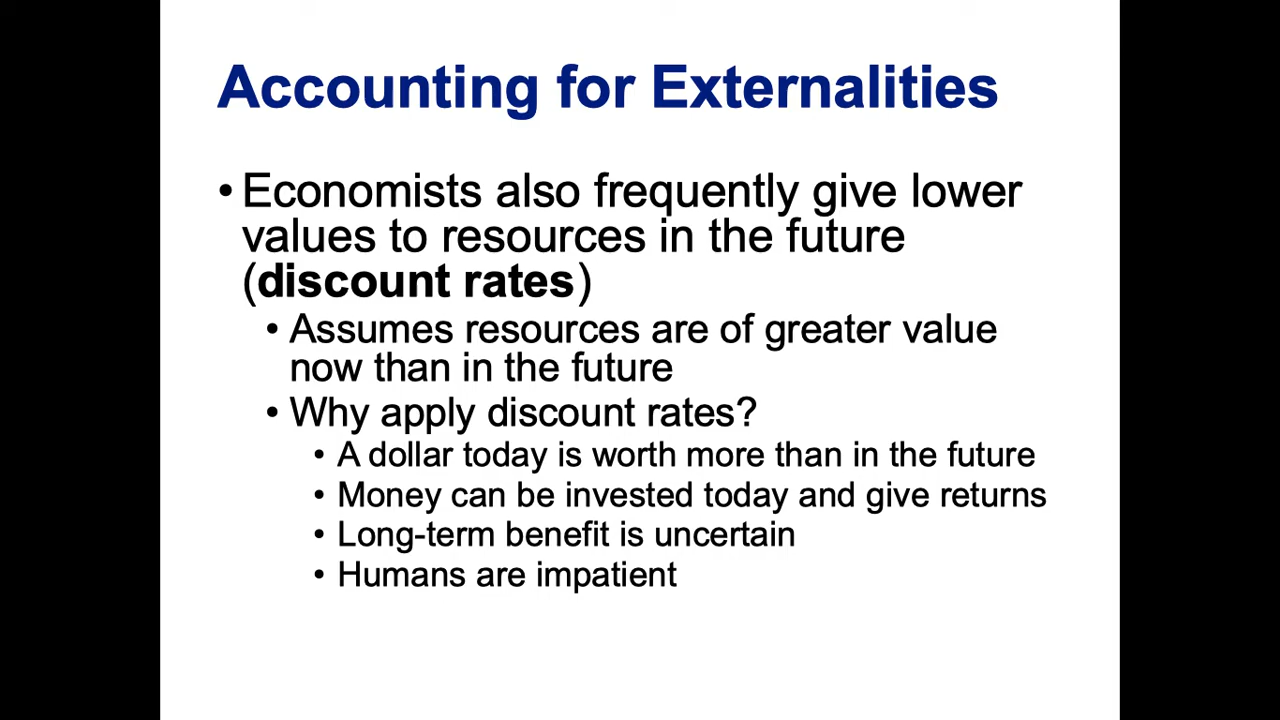 Accounting for Externalities
• Economists also frequently give lower
values to resources in the future
(discount rates)
• Assumes resources are of greater value
now than in the future
• Why apply discount rates?
• A dollar today is worth more than in the future
• Money can be invested today and give returns
• Long-term benefit is uncertain
• Humans are impatient